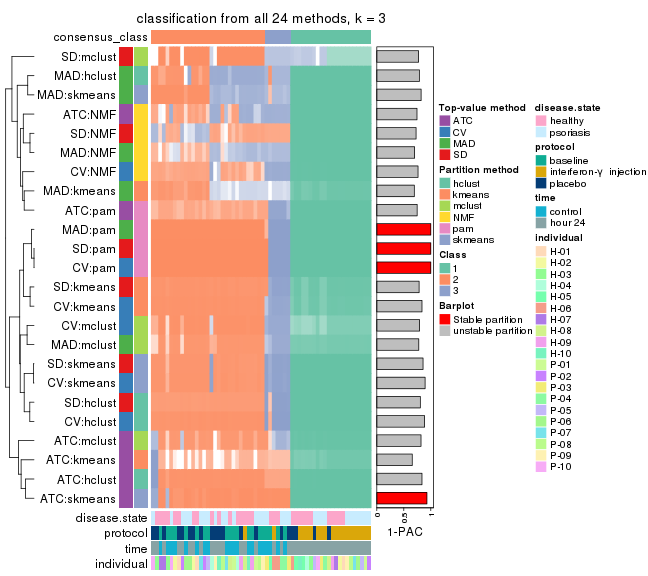 classification from all 24 methods, k = 3
consensus_class
SD:mclust
MAD:hclust
MAD:skmeans
ATC:NMF
SD:NMF
MAD:NMF
CV:NMF
MAD:kmeans
ATC:pam
MAD:pam
SD:pam
CV:pam
SD:kmeans
CV:kmeans
CV:mclust
MAD:mclust
SD:skmeans
CV:skmeans
SD:hclust
CV:hclust
ATC:mclust
ATC:kmeans
ATC:hclust
ATC:skmeans
disease.state
protocol
time
individual
0 0.5 1
1-PAC
Top-value method
ATC
CV
MAD
SD
Partition method
hclust
kmeans
mclust
NMF
pam
skmeans
Class
1
2
3
Barplot
Stable partition
unstable partition
disease.state
healthy
psoriasis
protocol
baseline
interferon-γ injection
placebo
time
control
hour 24
individual
H-01
H-02
H-03
H-04
H-05
H-06
H-07
H-08
H-09
H-10
P-01
P-02
P-03
P-04
P-05
P-06
P-07
P-08
P-09
P-10